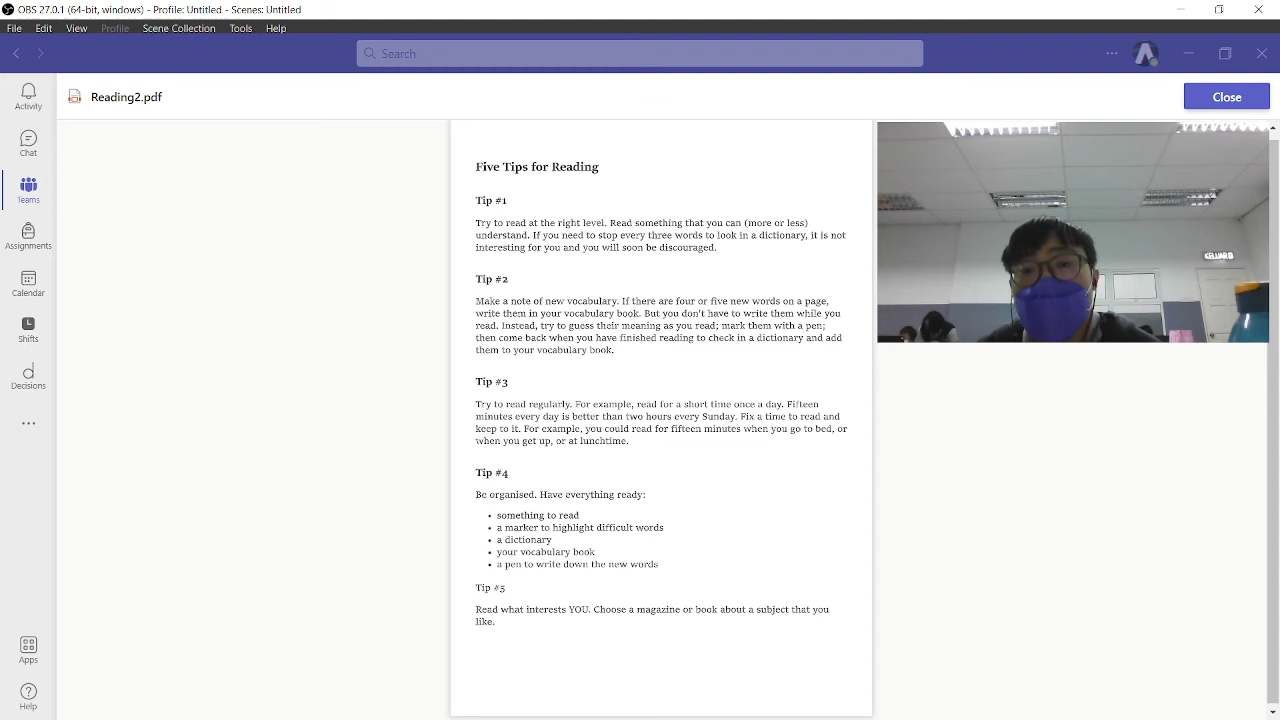 OBS 27.0.1 (64-bit, windows) - Profile: Untitled - Scenes: Untitled
File Edit View Profile Scene Collection Tools Help
Search
Activity
Chat
Teams
Assignments
Calendar
Shifts
Decisions
Apps
Help
Reading2.pdf
Close
Five Tips for Reading
Tip #1
Try to read at the right level. Read something that you can (more or less)
understand. If you need to stop every three words to look in a dictionary, it is not
interesting for you and you will soon be discouraged.
Tip #2
Make a note of new vocabulary. If there are four or five new words on a page,
write them in your vocabulary book. But you don't have to write them while you
read. Instead, try to guess their meaning as you read; mark them with a pen;
then come back when you have finished reading to check in a dictionary and add
them to your vocabulary book.
Tip #3
Try to read regularly. For example, read for a short time once a day. Fifteen
minutes every day is better than two hours every Sunday. Fix a time to read and
keep to it. For example, you could read for fifteen minutes when you go to bed, or
when you get up, or at lunchtime.
Tip #4
Be organised. Have everything ready:
• something to read
• a marker to highlight difficult words
• a dictionary
• your vocabulary book
• a pen to write down the new words
Tip #5
Read what interests YOU. Choose a magazine or book about a subject that you
like.
KELUAR